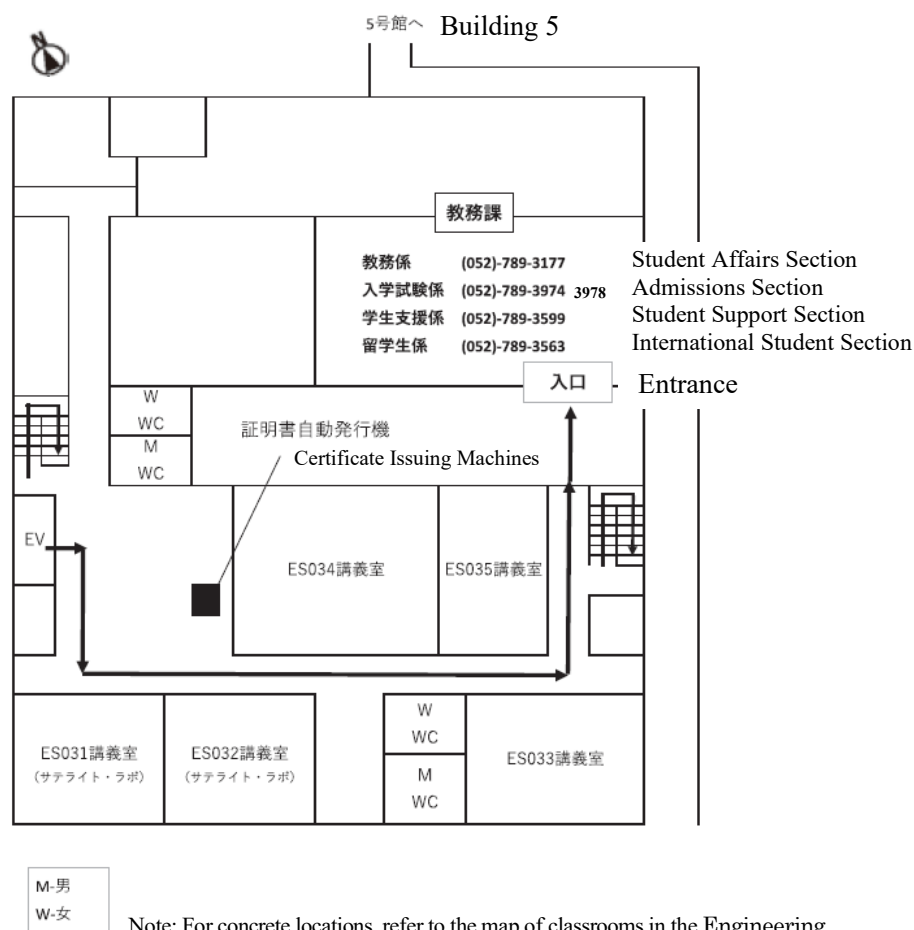 5号館へ Building 5
N
教務課
教務係 (052)-789-3177 Student Affairs Section
入学試験係 (052)-789-3974 3978 Admissions Section
学生支援係 (052)-789-3599 Student Support Section
留学生係 (052)-789-3563 International Student Section
入口 Entrance
W
WC
M
WC
証明書自動発行機
Certificate Issuing Machines
EV
ES034講義室
ES035講義室
ES031講義室
(サテライト・ラボ)
ES032講義室
(サテライト・ラボ)
W
WC
M
WC
ES033講義室
M-男
W-女
Note: For concrete locations, refer to the map of classrooms in the Engineering